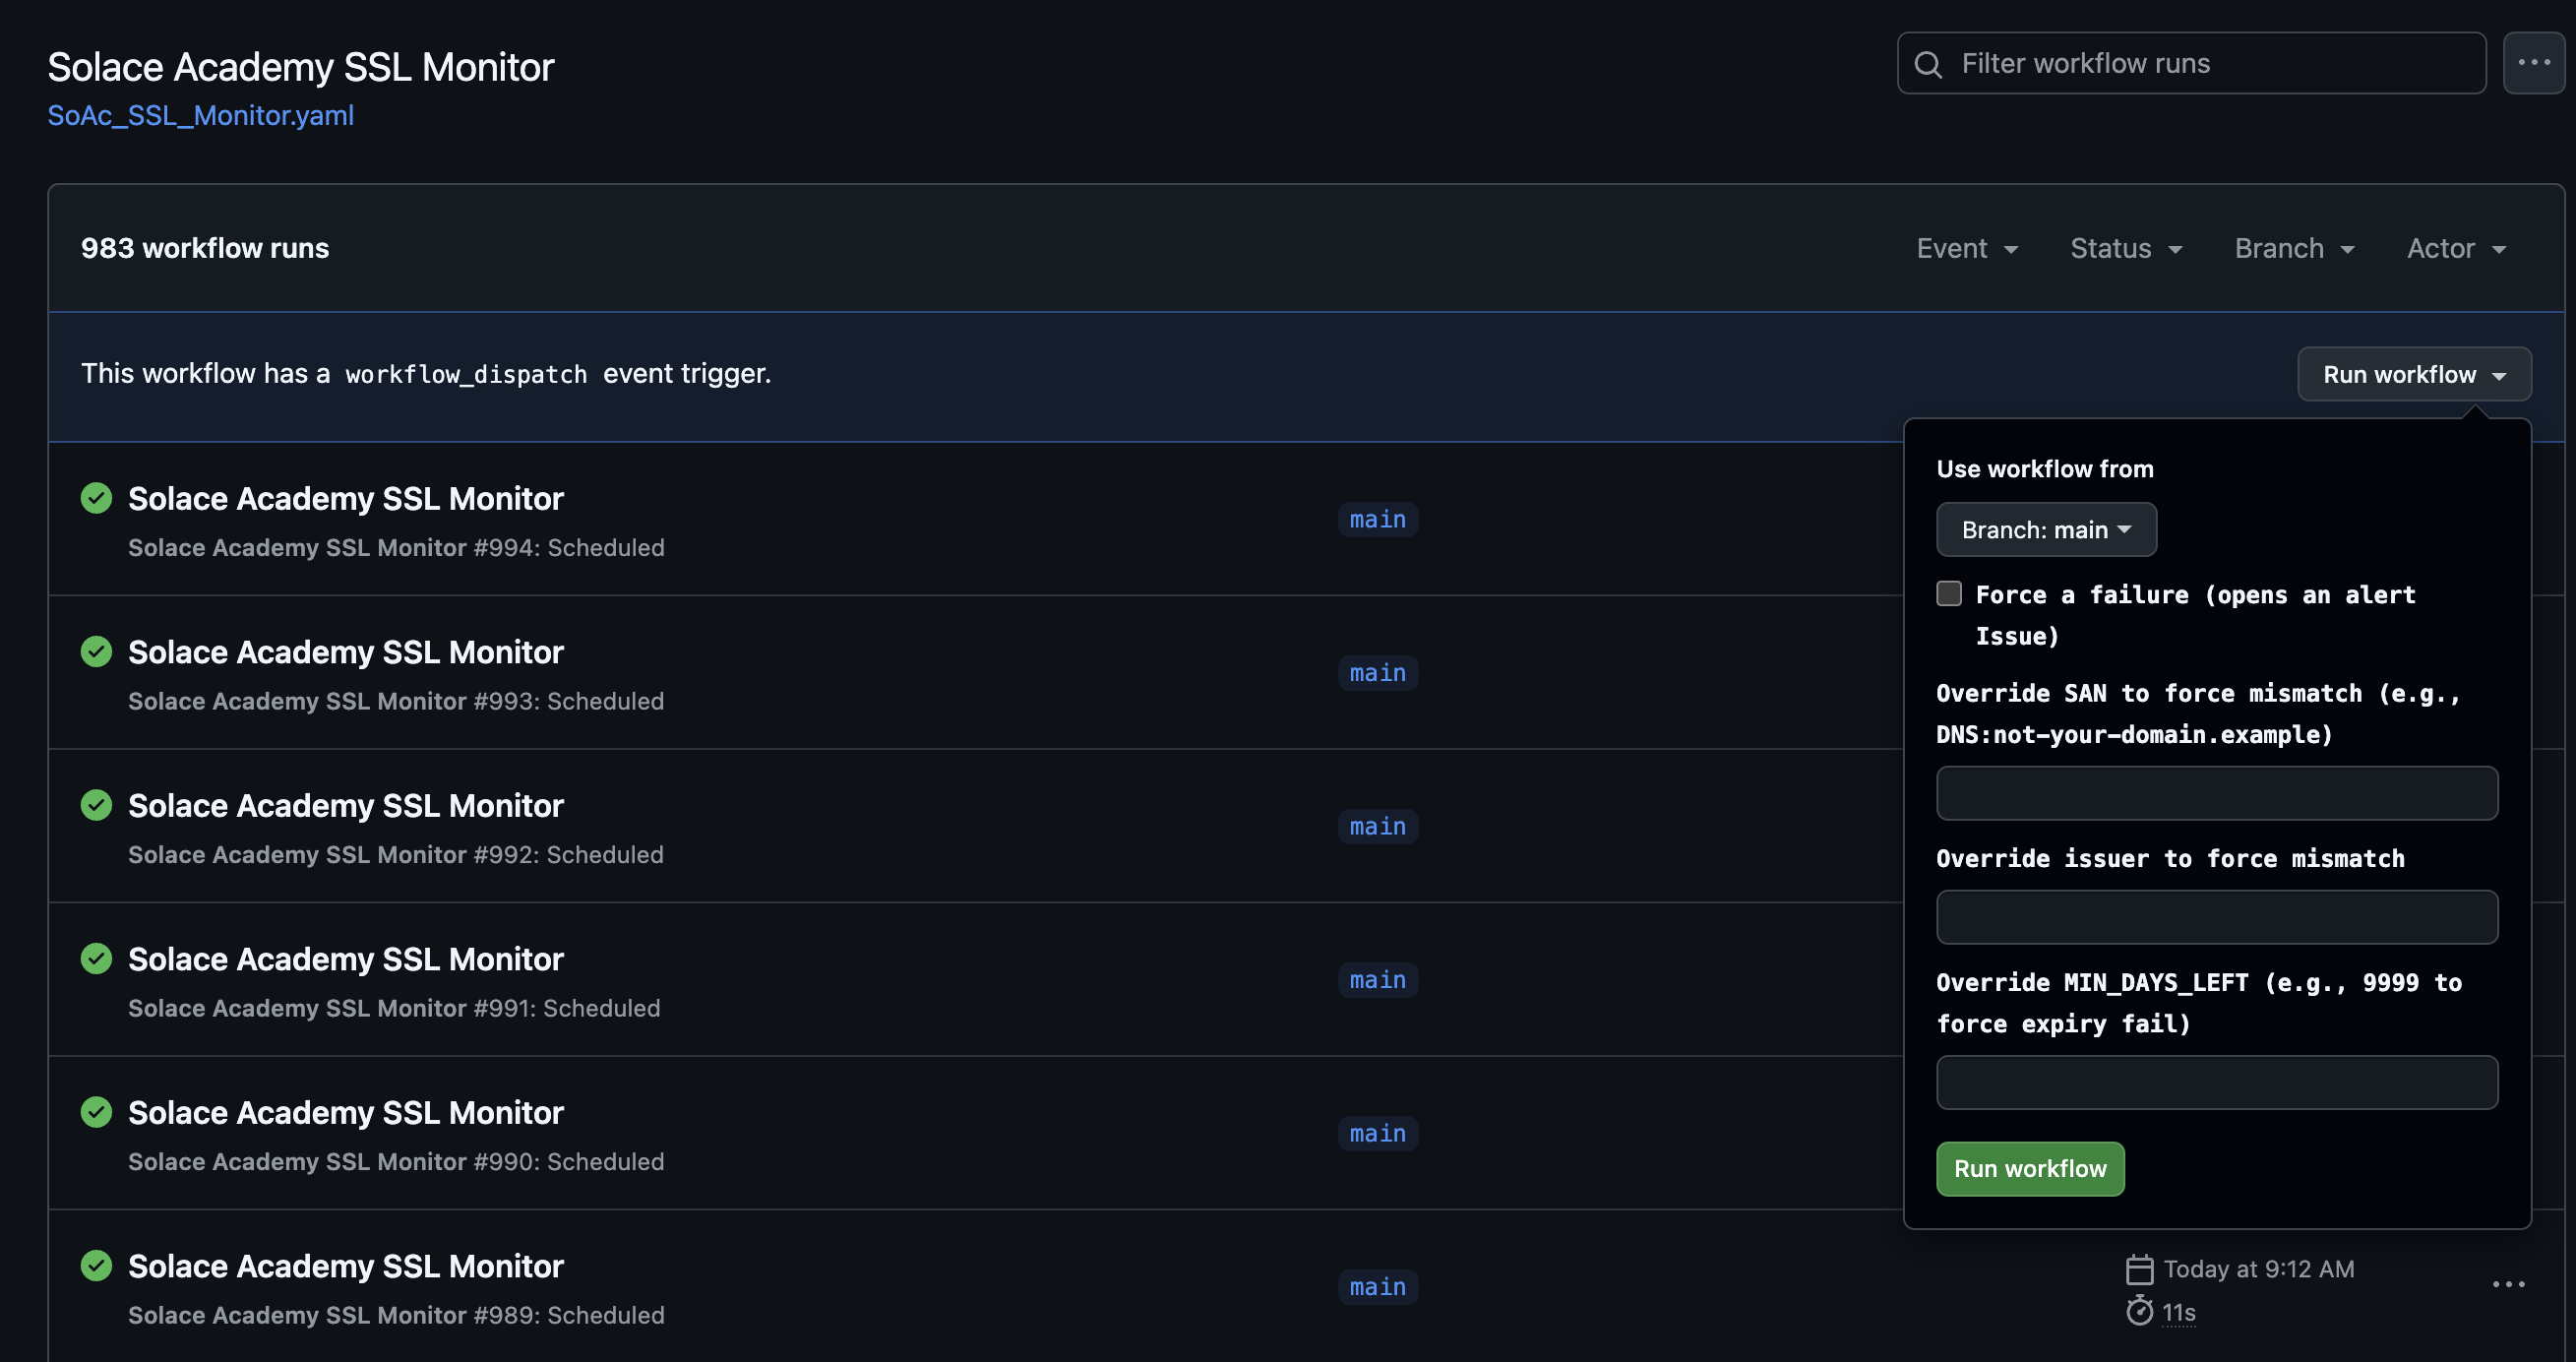 Solace Academy SSL Monitor
SoAc_SSL_Monitor.yaml
Filter workflow runs
983 workflow runs
Event
Status
Branch
Actor
This workflow has a workflow_dispatch event trigger.
Run workflow
Use workflow from
Branch: main
Force a failure (opens an alert
Issue)
Override SAN to force mismatch (e.g.,
DNS:not-your-domain.example)
Override issuer to force mismatch
Override MIN_DAYS_LEFT (e.g., 9999 to
force expiry fail)
Run workflow
Solace Academy SSL Monitor
main
Solace Academy SSL Monitor #994: Scheduled
Solace Academy SSL Monitor
main
Solace Academy SSL Monitor #993: Scheduled
Solace Academy SSL Monitor
main
Solace Academy SSL Monitor #992: Scheduled
Solace Academy SSL Monitor
main
Solace Academy SSL Monitor #991: Scheduled
Solace Academy SSL Monitor
main
Solace Academy SSL Monitor #990: Scheduled
Solace Academy SSL Monitor
main
Solace Academy SSL Monitor #989: Scheduled
Today at 9:12 AM
11s